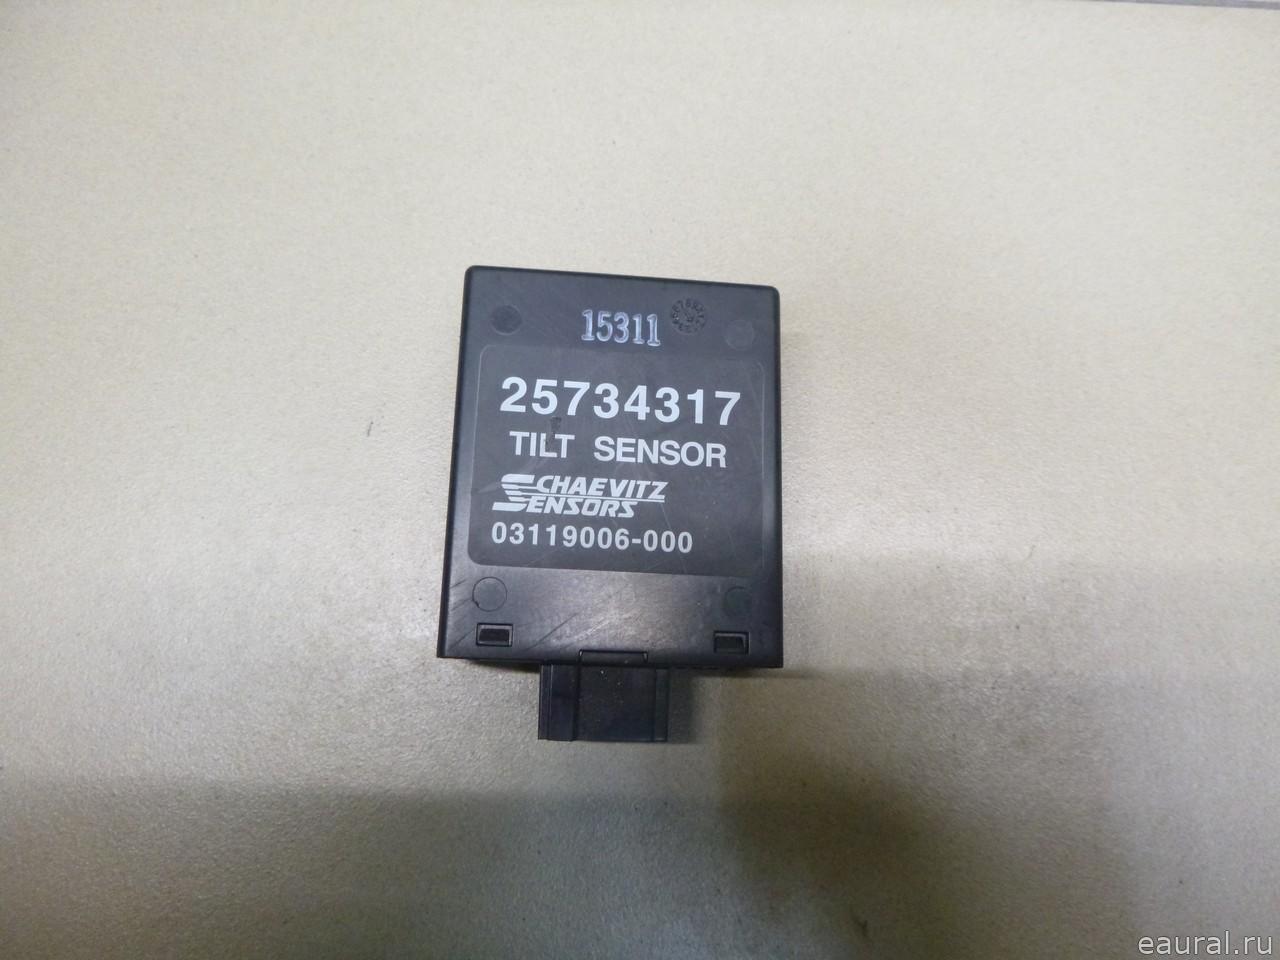 15311
25734317
TILT SENSOR
SCHAEVITZ
SENSORS
03119006-000
eaural.ru